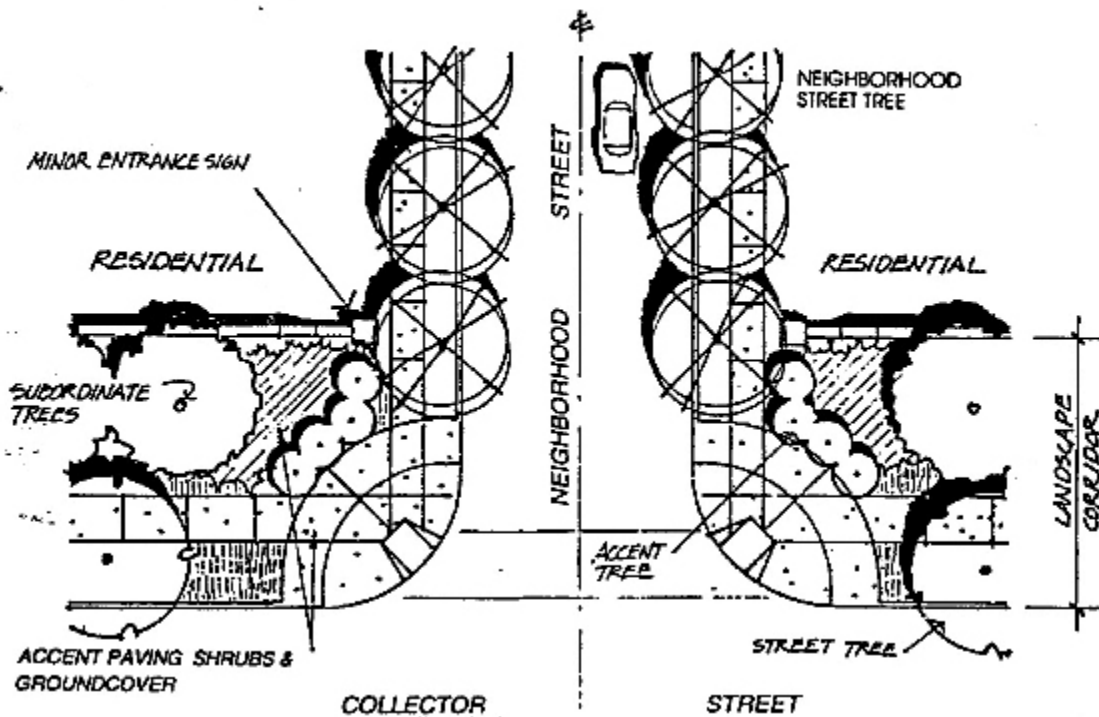 NEIGHBORHOOD
STREET TREE
MINOR ENTRANCE SIGN
STREET
RESIDENTIAL
RESIDENTIAL
SUBORDINATE
TREES
NEIGHBORHOOD
LANDSCAPE
CORRIDOR
ACCENT
TREE
STREET TREE
ACCENT PAVING SHRUBS &
GROUNDCOVER
COLLECTOR
STREET